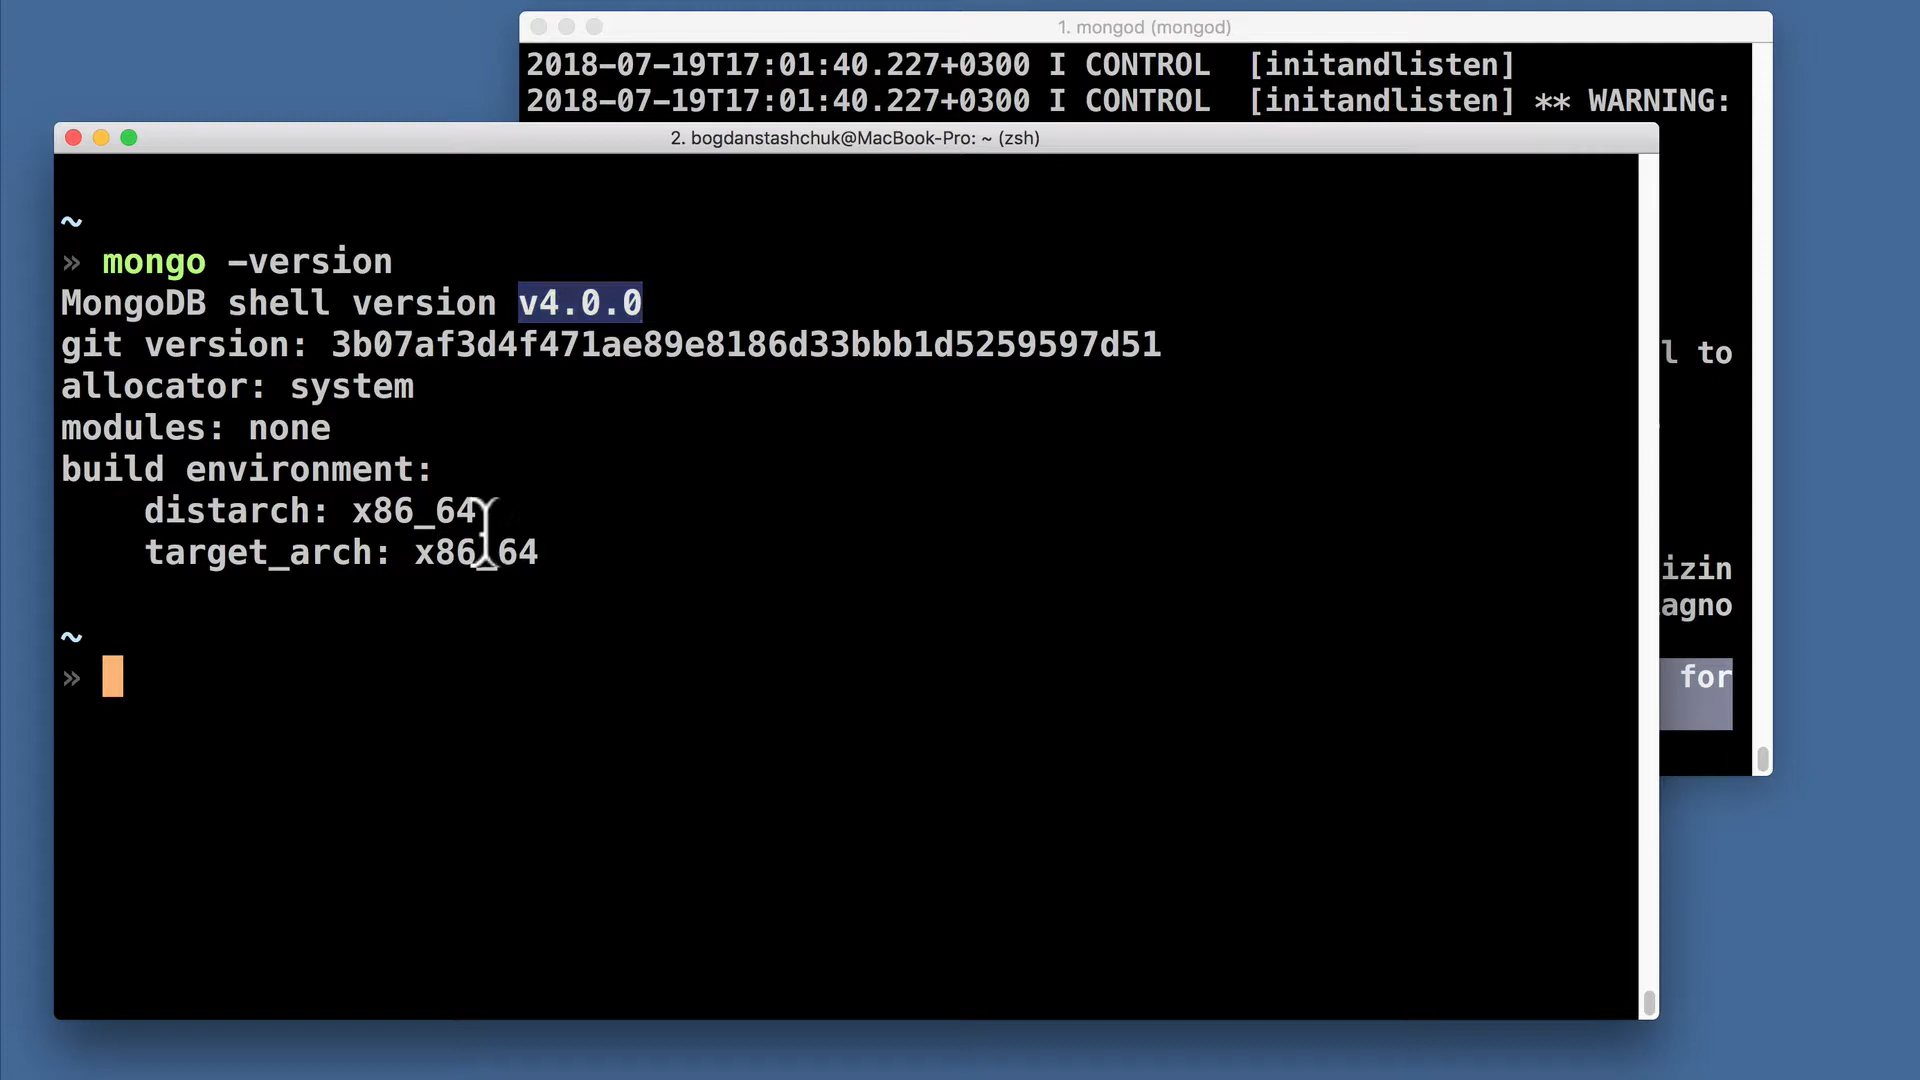 1. mongod (mongod)
2018-07-19T17:01:40.227+0300 I CONTROL  [initandlisten]
2018-07-19T17:01:40.227+0300 I CONTROL  [initandlisten] ** WARNING:
2. bogdanstashchuk@MacBook-Pro: ~ (zsh)
~
» mongo -version
MongoDB shell version v4.0.0
git version: 3b07af3d4f471ae89e8186d33bbb1d5259597d51
allocator: system
modules: none
build environment:
    distarch: x86_64
    target_arch: x86_64
~
»
l to
izin
agno
for